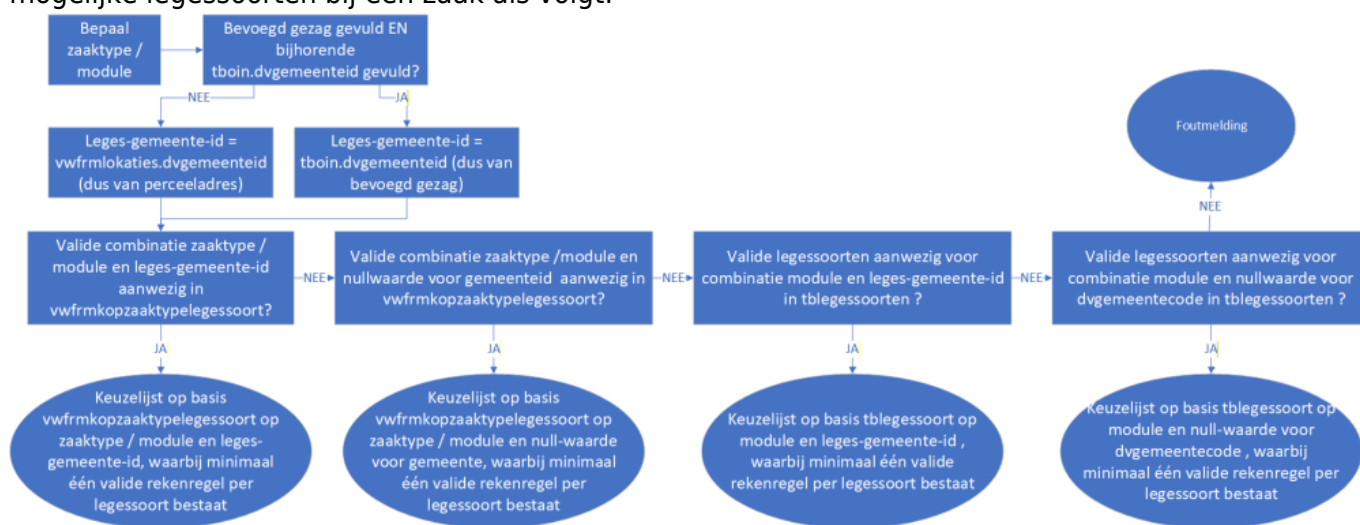 mogelijke legessoorten bij een zaak als volgt:
Bepaal
zaaktype /
module
Bevoegd gezag gevuld EN
bijhorende
tboin.dvgemeenteid gevuld?
NEE
JA
Leges-gemeente-id =
vwfrmlokaties.dvgemeenteid
(dus van perceeladres)
Leges-gemeente-id =
tboin.dvgemeenteid (dus van
bevoegd gezag)
Foutmelding
NEE
Valide combinatie zaaktype /
module en leges-gemeente-id
aanwezig in
vwfrmkopzaaktypelegessoort?
NEE
Valide combinatie zaaktype /module en
nullwaarde voor gemeenteid aanwezig in
vwfrmkopzaaktypelegessoort?
NEE
Valide legessoorten aanwezig voor
combinatie module en leges-gemeente-id
in tblegessoorten ?
NEE
Valide legessoorten aanwezig voor
combinatie module en nullwaarde voor
dvgemeentecode in tblegessoorten ?
JA
JA
JA
JA
Keuzelijst op basis
vwfrmkopzaaktypelegessoort op
zaaktype / module en leges-
gemeente-id, waarbij minimaal
één valide rekenregel per
legessoort bestaat
Keuzelijst op basis
vwfrmkopzaaktypelegessoort op
zaaktype / module en null-waarde
voor gemeente, waarbij minimaal
één valide rekenregel per
legessoort bestaat
Keuzelijst op basis tblegessoort op
module en leges-gemeente-id ,
waarbij minimaal één valide
rekenregel per legessoort bestaat
Keuzelijst op basis tblegessoort op
module en null-waarde voor
dvgemeentecode , waarbij
minimaal één valide rekenregel per
legessoort bestaat